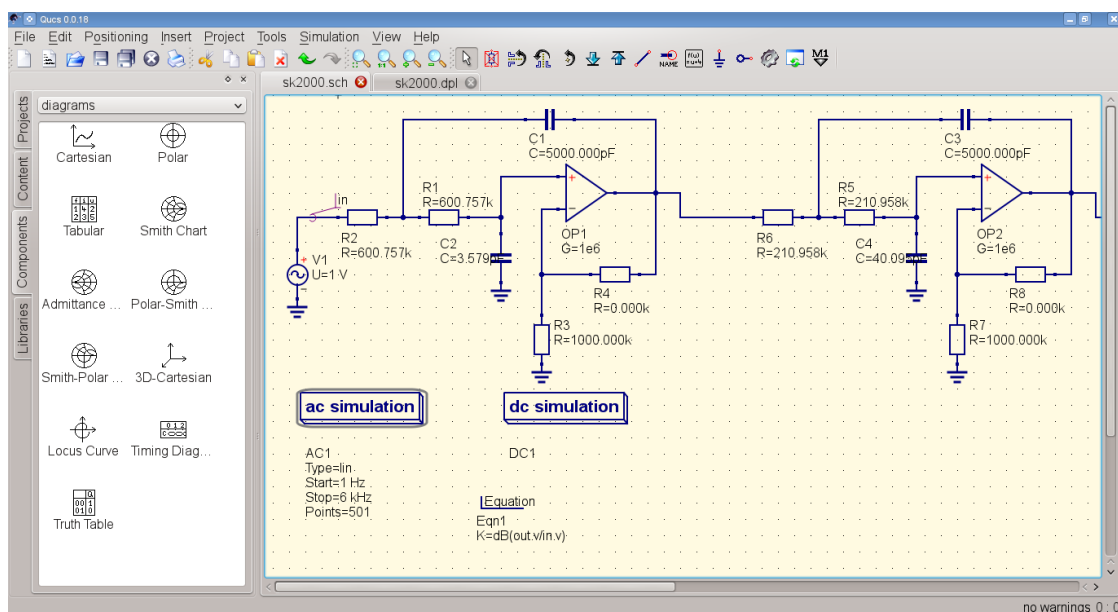 Qucs 0.0.18
File Edit Positioning Insert Project Tools Simulation View Help
NAME
M1
sk2000.sch sk2000.dpl
Projects
Content
Components
Libraries
diagrams
Cartesian Polar
Tabular Smith Chart
Admittance ... Polar-Smith ...
Smith-Polar ... 3D-Cartesian
Locus Curve Timing Diag...
Truth Table
in
V1
U=1 V
R2
R=600.757k
R1
R=600.757k
C2
C1
C=5000.000pF
OP1
G=1e6
R4
R=0.000k
R3
R=1000.000k
R6
R=210.958k
R5
R=210.958k
C4
C3
C=5000.000pF
OP2
G=1e6
R8
R=0.000k
R7
R=1000.000k
ac simulation
AC1
Type=lin
Start=1 Hz
Stop=6 kHz
Points=501
dc simulation
DC1
Equation
Eqn1
K=dB(out.v/in.v)
no warnings 0 : 0